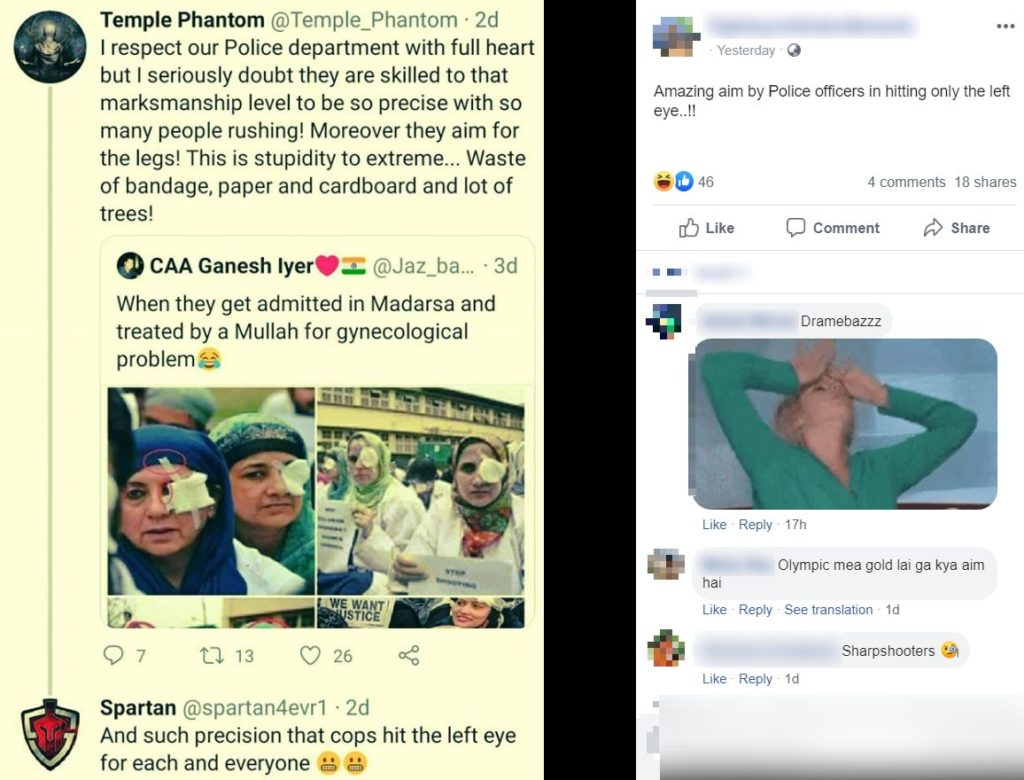 Temple Phantom @Temple_Phantom · 2d
I respect our Police department with full heart
but I seriously doubt they are skilled to that
marksmanship level to be so precise with so
many people rushing! Moreover they aim for
the legs! This is stupidity to extreme... Waste
of bandage, paper and cardboard and lot of
trees!
CAA Ganesh Iyer❤️🇮🇳 @Jaz_ba... · 3d
When they get admitted in Madarsa and
treated by a Mullah for gynecological
problem😂
STOP
SHOOTING
WE WANT
JUSTICE
7 13 26
Spartan @spartan4evr1 · 2d
And such precision that cops hit the left eye
for each and everyone 😬😬
· Yesterday ·
Amazing aim by Police officers in hitting only the left
eye..!!
46 4 comments 18 shares
Like Comment Share
Dramebazzz
Like · Reply · 17h
Olympic mea gold lai ga kya aim
hai
Like · Reply · See translation · 1d
Sharpshooters 🧐
Like · Reply · 1d